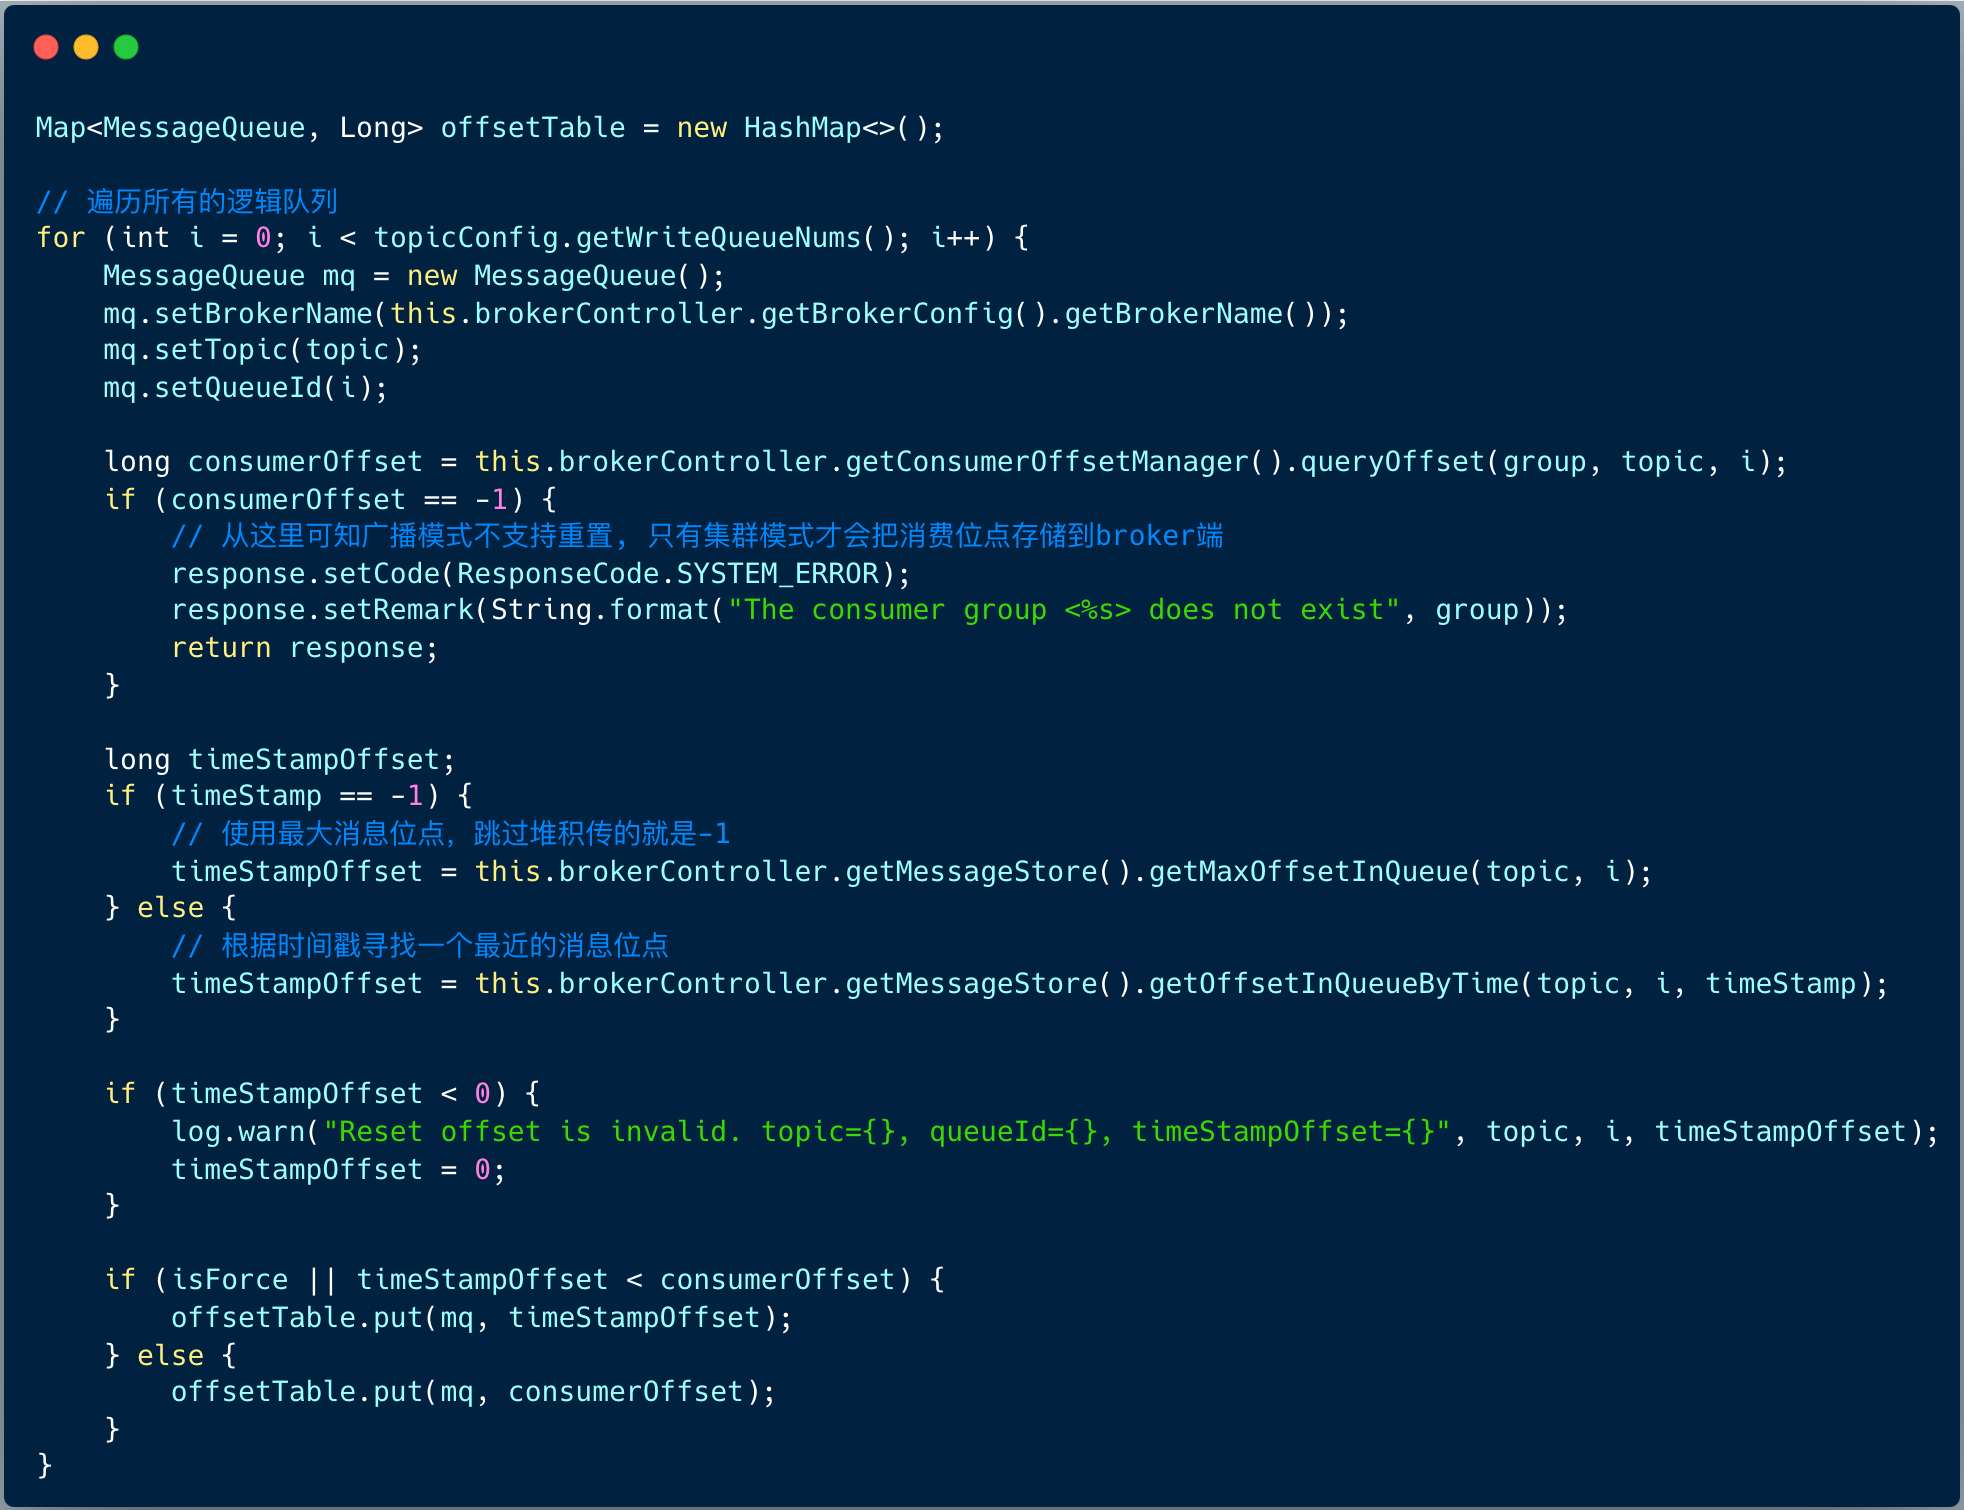 Map<MessageQueue, Long> offsetTable = new HashMap<>();
// 遍历所有的逻辑队列
for (int i = 0; i < topicConfig.getWriteQueueNums(); i++) {
    MessageQueue mq = new MessageQueue();
    mq.setBrokerName(this.brokerController.getBrokerConfig().getBrokerName());
    mq.setTopic(topic);
    mq.setQueueId(i);
    long consumerOffset = this.brokerController.getConsumerOffsetManager().queryOffset(group, topic, i);
    if (consumerOffset == -1) {
        // 从这里可知广播模式不支持重置, 只有集群模式才会把消费位点存储到broker端
        response.setCode(ResponseCode.SYSTEM_ERROR);
        response.setRemark(String.format("The consumer group <%s> does not exist", group));
        return response;
    }
    long timeStampOffset;
    if (timeStamp == -1) {
        // 使用最大消息位点, 跳过堆积传的就是-1
        timeStampOffset = this.brokerController.getMessageStore().getMaxOffsetInQueue(topic, i);
    } else {
        // 根据时间戳寻找一个最近的消息位点
        timeStampOffset = this.brokerController.getMessageStore().getOffsetInQueueByTime(topic, i, timeStamp);
    }
    if (timeStampOffset < 0) {
        log.warn("Reset offset is invalid. topic={}, queueId={}, timeStampOffset={}", topic, i, timeStampOffset);
        timeStampOffset = 0;
    }
    if (isForce || timeStampOffset < consumerOffset) {
        offsetTable.put(mq, timeStampOffset);
    } else {
        offsetTable.put(mq, consumerOffset);
    }
}